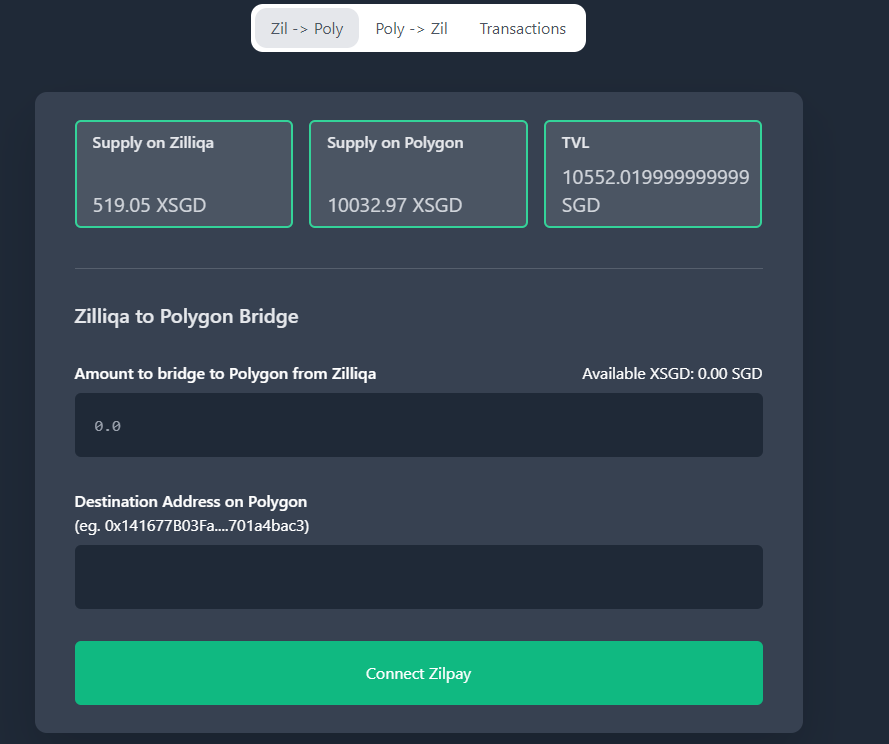 Zil -> Poly Poly -> Zil Transactions
Supply on Zilliqa
519.05 XSGD
Supply on Polygon
10032.97 XSGD
TVL
10552.019999999999
SGD
Zilliqa to Polygon Bridge
Amount to bridge to Polygon from Zilliqa Available XSGD: 0.00 SGD
0.0
Destination Address on Polygon
(eg. 0x141677B03Fa....701a4bac3)
Connect Zilpay